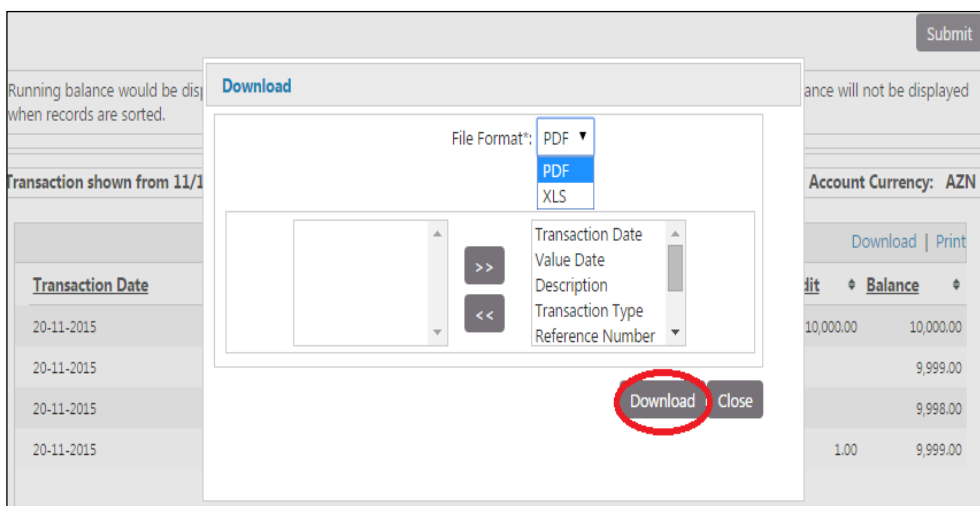 Submit
Running balance would be disp
ance will not be displayed
when records are sorted.
Download
File Format*: PDF
PDF
XLS
Transaction shown from 11/1
Account Currency: AZN
Download | Print
Transaction Date
Value Date
Description
Transaction Type
Reference Number
>>
<<
Transaction Date
dit Balance
20-11-2015 10,000.00 10,000.00
20-11-2015 9,999.00
Download Close
20-11-2015 9,998.00
20-11-2015 1.00 9,999.00